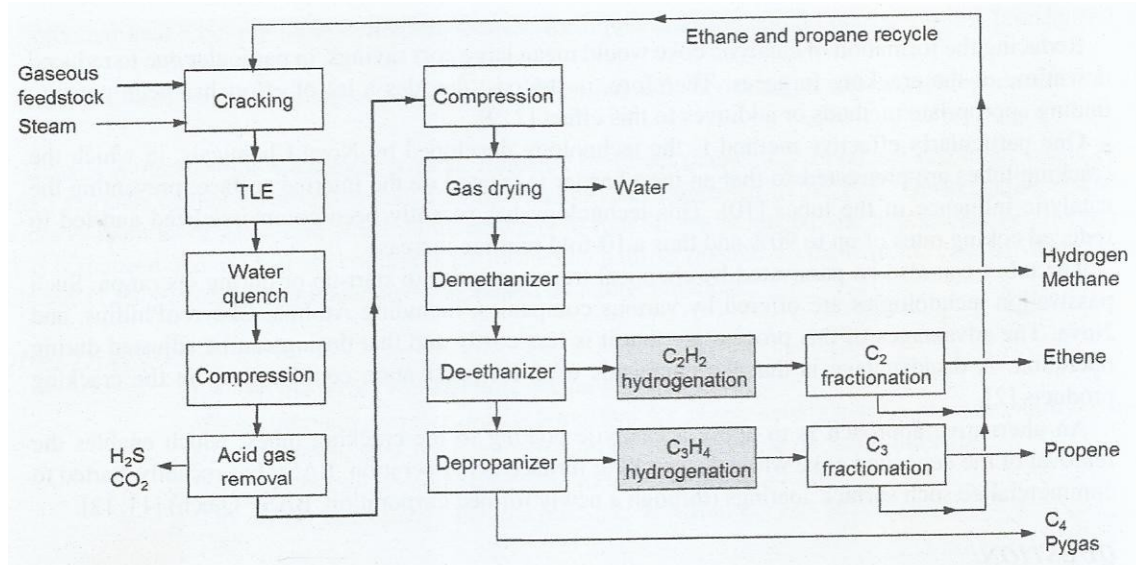 Ethane and propane recycle
Gaseous
feedstock
Steam
Cracking
TLE
Water
quench
Compression
Acid gas
removal
H₂S
CO₂
Compression
Gas drying
Water
Demethanizer
Hydrogen
Methane
De-ethanizer
C₂H₂
hydrogenation
C₂
fractionation
Ethene
Depropanizer
C₃H₄
hydrogenation
C₃
fractionation
Propene
C₄
Pygas